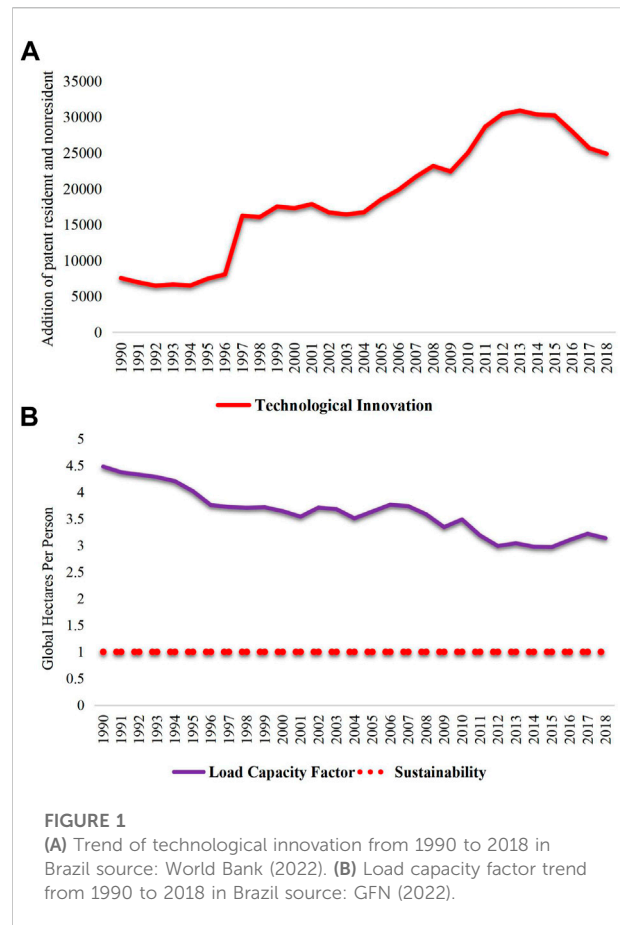 A
35000
30000
25000
20000
15000
10000
5000
0
Addition of patent residemt and nonresident
1990 1991 1992 1993 1994 1995 1996 1997 1998 1999 2000 2001 2002 2003 2004 2005 2006 2007 2008 2009 2010 2011 2012 2013 2014 2015 2016 2017 2018
Technological Innovation
B
5
4.5
4
3.5
3
2.5
2
1.5
1
0.5
0
Global Hectares Per Person
1990 1991 1992 1993 1994 1995 1996 1997 1998 1999 2000 2001 2002 2003 2004 2005 2006 2007 2008 2009 2010 2011 2012 2013 2014 2015 2016 2017 2018
Load Capacity Factor Sustainability
FIGURE 1
(A) Trend of technological innovation from 1990 to 2018 in
Brazil source: World Bank (2022). (B) Load capacity factor trend
from 1990 to 2018 in Brazil source: GFN (2022).